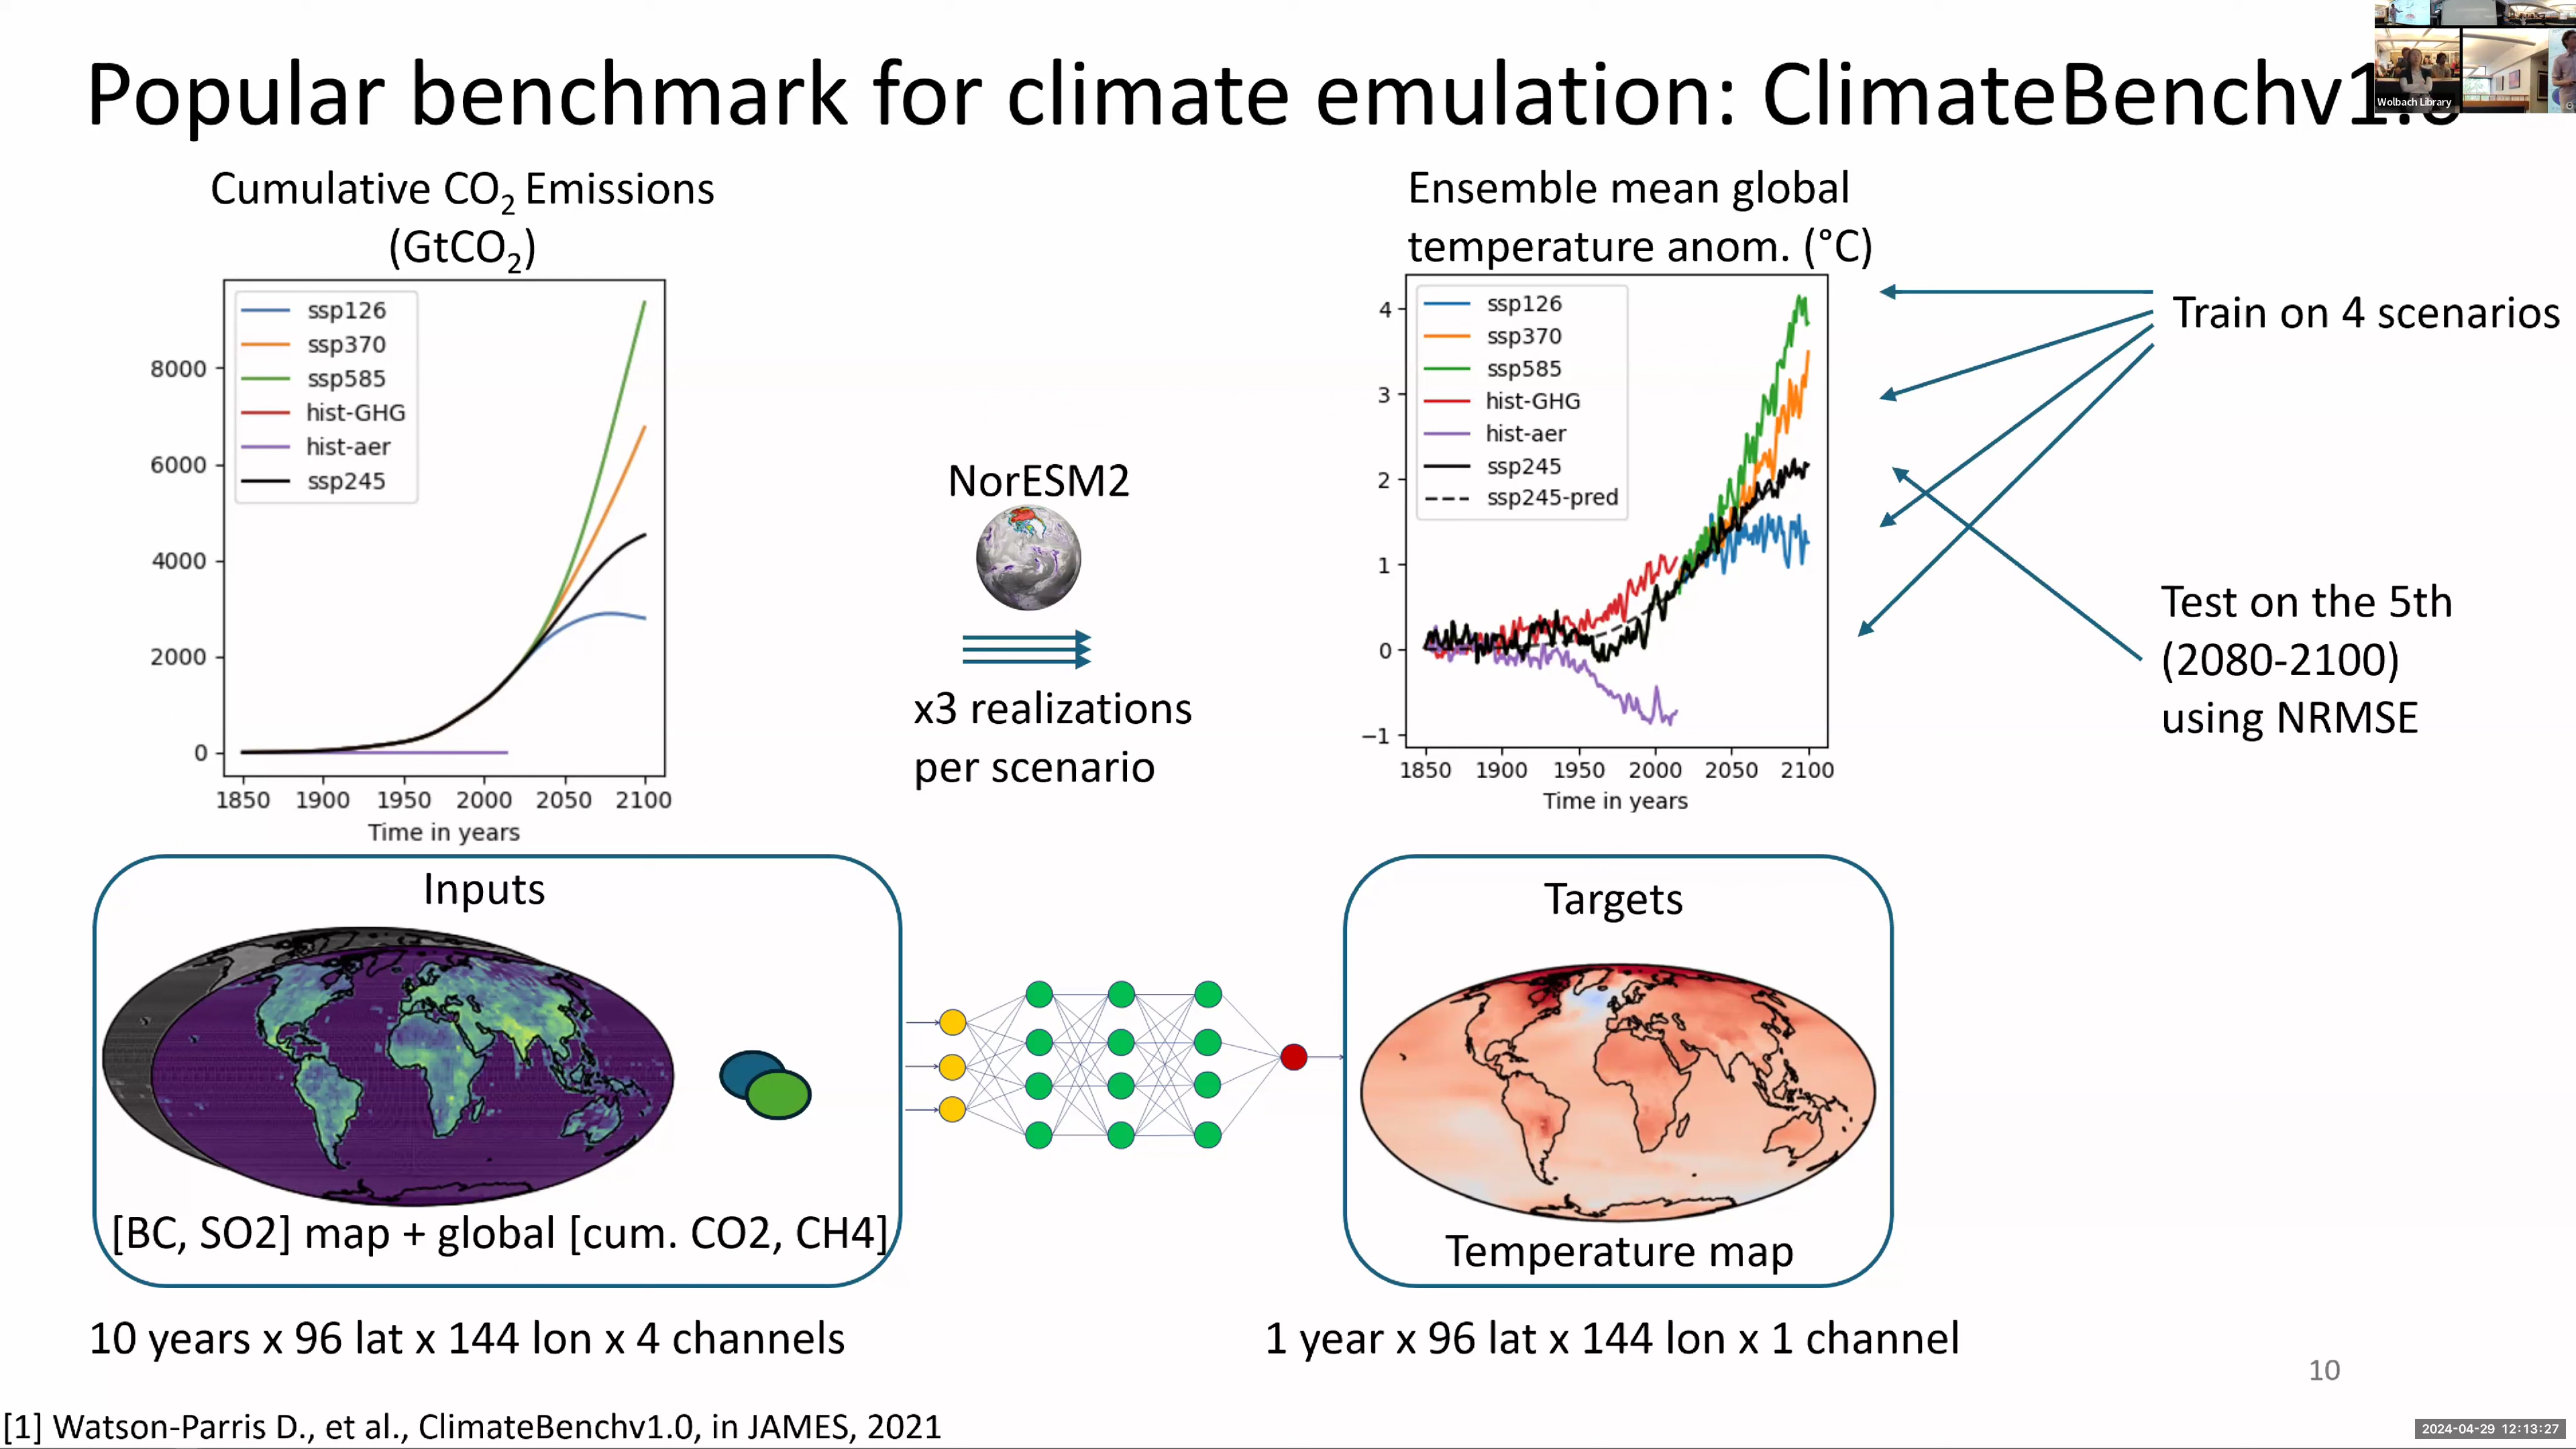 Popular benchmark for climate emulation: ClimateBenchv1.0
Wolbach Library
Cumulative CO2 Emissions
(GtCO2)
ssp126
ssp370
ssp585
hist-GHG
hist-aer
ssp245
8000
6000
4000
2000
0
1850 1900 1950 2000 2050 2100
Time in years
NorESM2
x3 realizations
per scenario
Ensemble mean global
temperature anom. (°C)
ssp126
ssp370
ssp585
hist-GHG
hist-aer
ssp245
ssp245-pred
4
3
2
1
0
−1
1850 1900 1950 2000 2050 2100
Time in years
Train on 4 scenarios
Test on the 5th
(2080-2100)
using NRMSE
Inputs
[BC, SO2] map + global [cum. CO2, CH4]
10 years x 96 lat x 144 lon x 4 channels
Targets
Temperature map
1 year x 96 lat x 144 lon x 1 channel
10
[1] Watson-Parris D., et al., ClimateBenchv1.0, in JAMES, 2021
2024-04-29 12:13:27